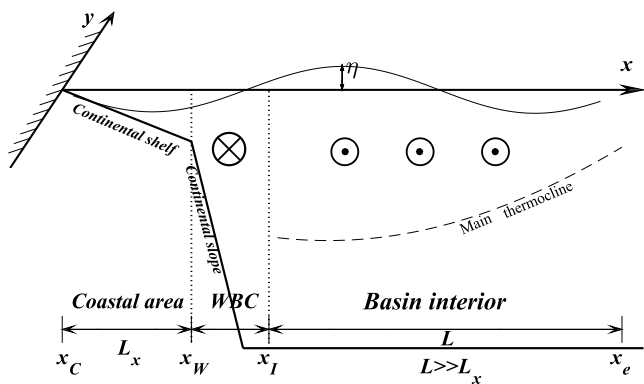 y
η
x
Continental shelf
Continental slope
Main thermocline
Coastal area
WBC
Basin interior
L_x
L
x_C
x_W
x_I
L>>L_x
x_e